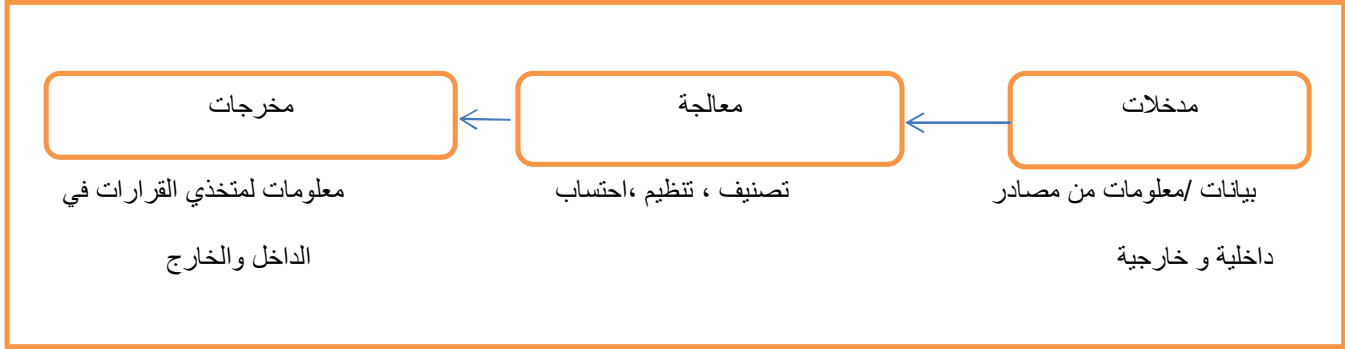 مدخلات
معالجة
مخرجات
بيانات /معلومات من مصادر
داخلية و خارجية
تصنيف ، تنظيم ،احتساب
معلومات لمتخذي القرارات في
الداخل والخارج